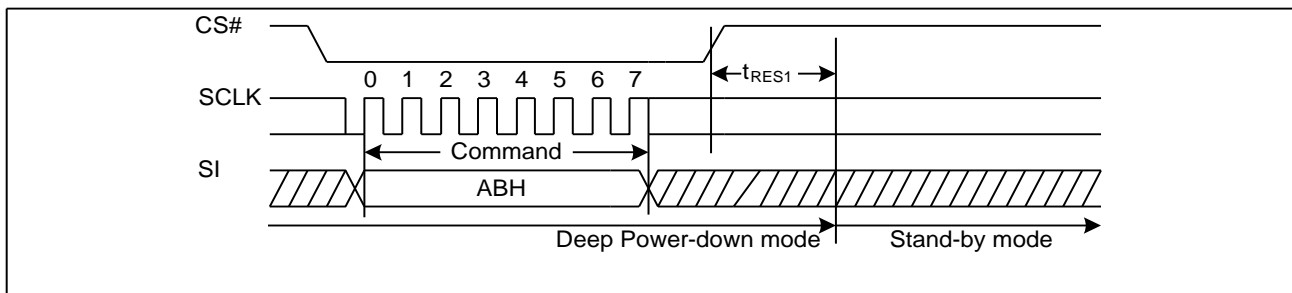 CS#
tRES1
0 1 2 3 4 5 6 7
SCLK
Command
SI
ABH
Deep Power-down mode Stand-by mode